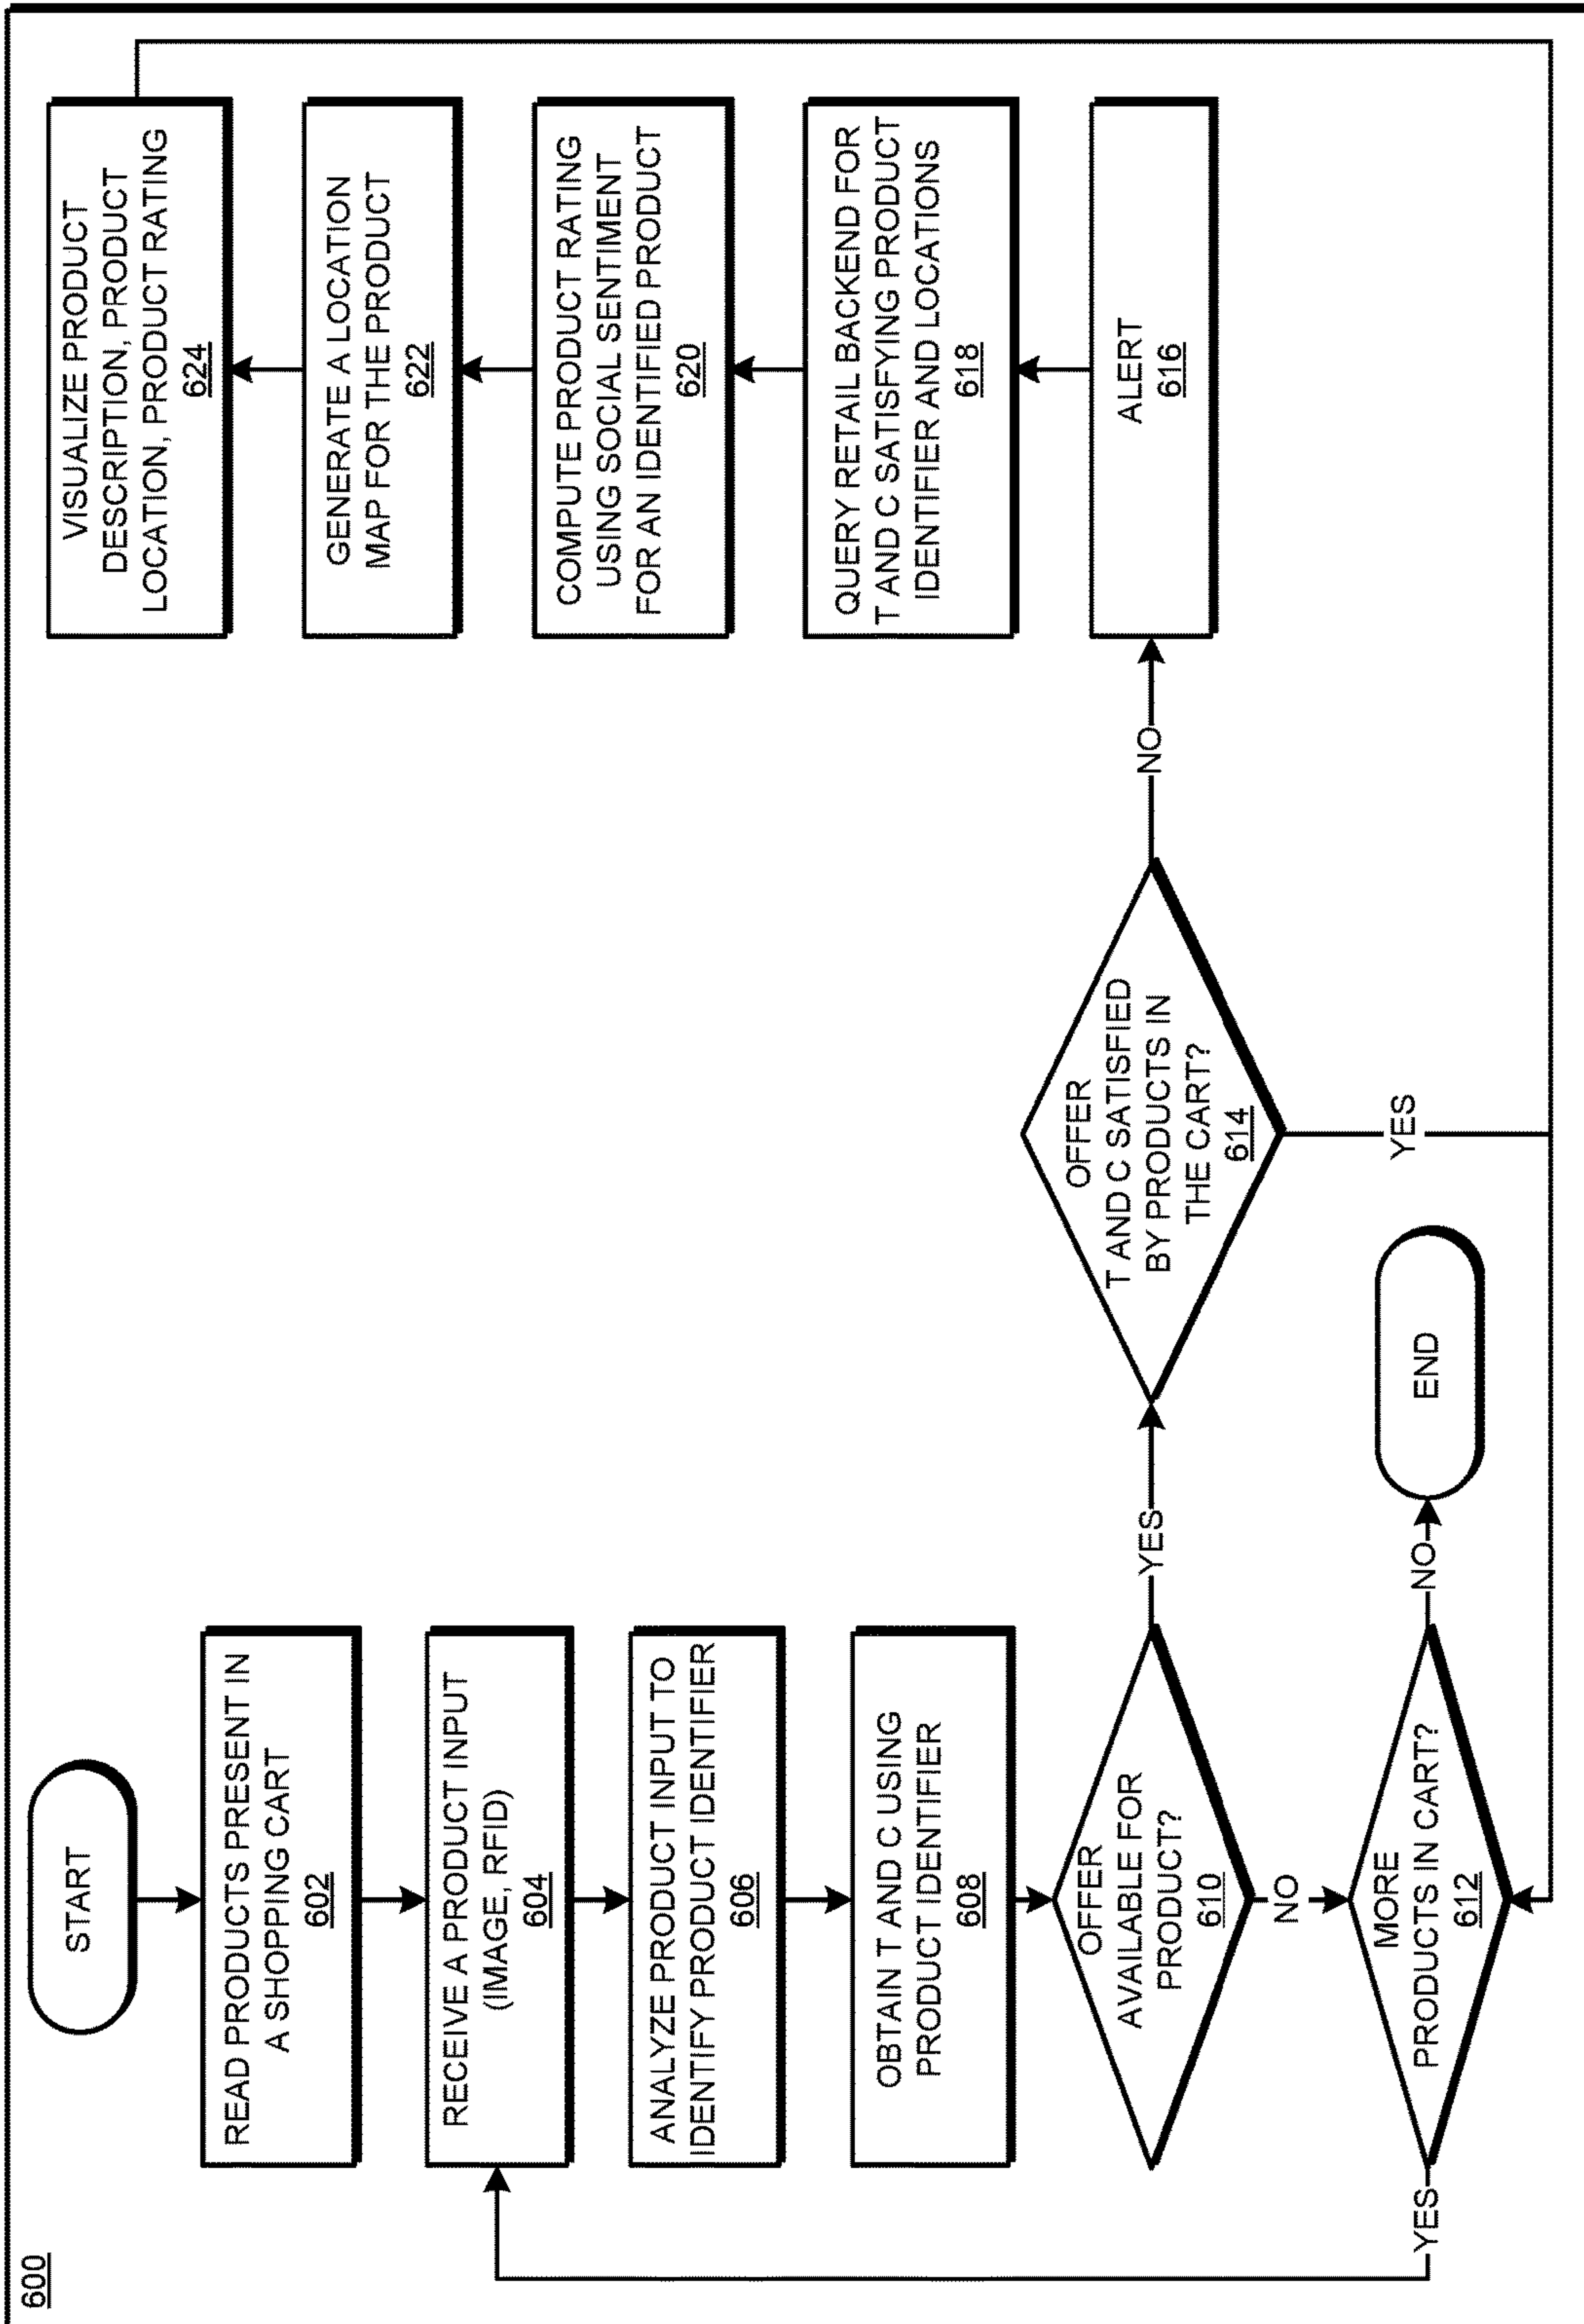 600
START
READ PRODUCTS PRESENT IN
A SHOPPING CART
602
RECEIVE A PRODUCT INPUT
(IMAGE, RFID)
604
ANALYZE PRODUCT INPUT TO
IDENTIFY PRODUCT IDENTIFIER
606
OBTAIN T AND C USING
PRODUCT IDENTIFIER
608
OFFER
AVAILABLE FOR
PRODUCT?
610
NO
YES
MORE
PRODUCTS IN CART?
612
YES
NO
END
OFFER
T AND C SATISFIED
BY PRODUCTS IN
THE CART?
614
YES
NO
ALERT
616
QUERY RETAIL BACKEND FOR
T AND C SATISFYING PRODUCT
IDENTIFIER AND LOCATIONS
618
COMPUTE PRODUCT RATING
USING SOCIAL SENTIMENT
FOR AN IDENTIFIED PRODUCT
620
GENERATE A LOCATION
MAP FOR THE PRODUCT
622
VISUALIZE PRODUCT
DESCRIPTION, PRODUCT
LOCATION, PRODUCT RATING
624